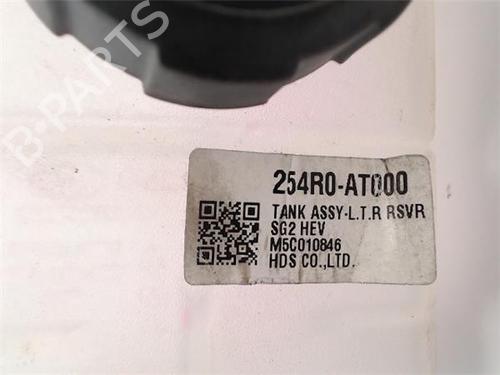 B-PARTS
254R0-AT000
TANK ASSY-L.T.R RSVR
SG2 HEV
M5C010846
HDS CO.,LTD.